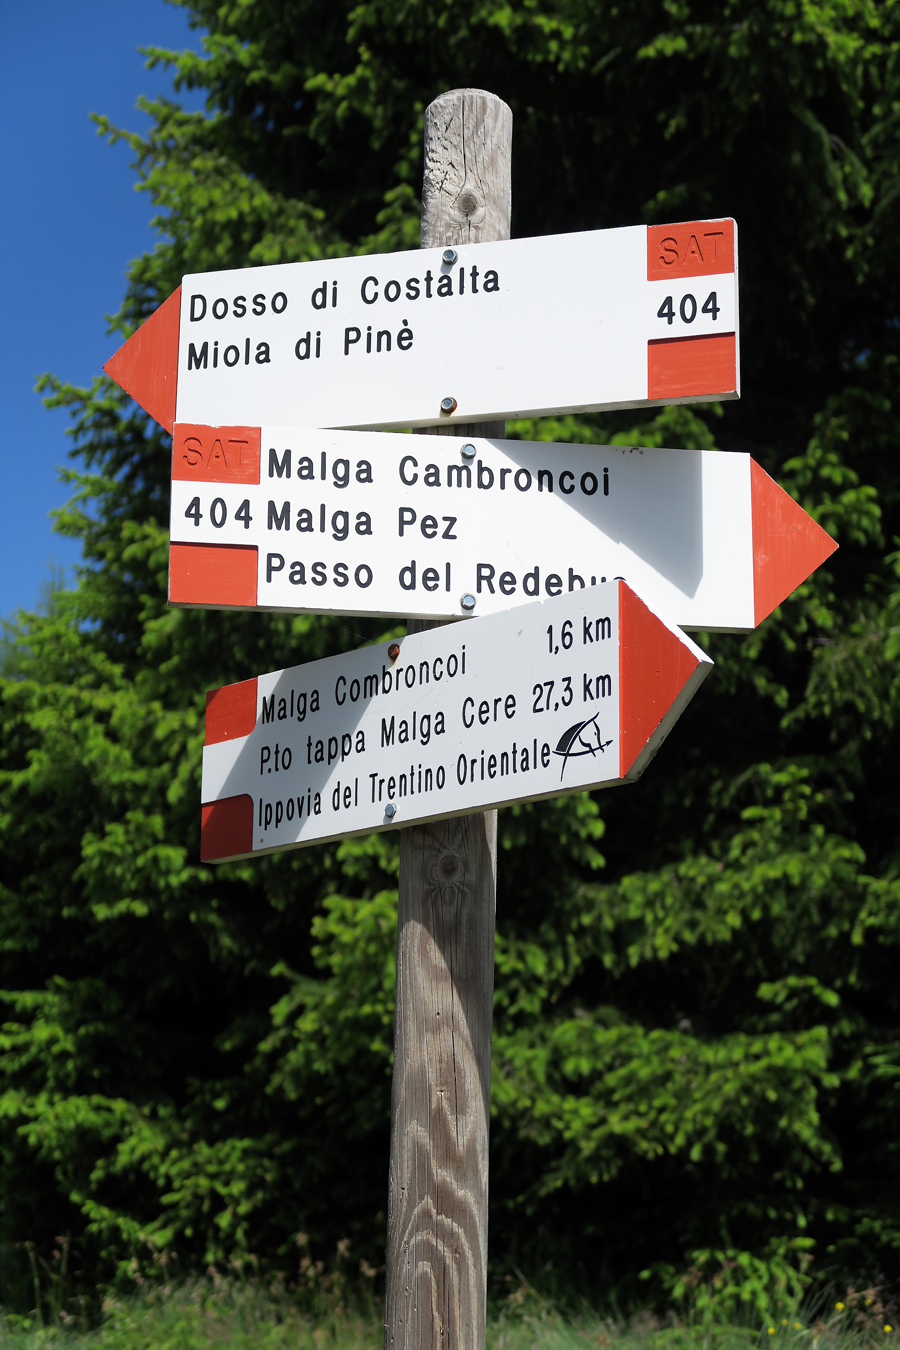 SAT
Dosso di Costalta
404
Miola di Pinè
SAT
Malga Cambroncoi
404 Malga Pez
Passo del
Malga Combroncoi 1,6 km
P.to tappa Malga Cere 27,3 km
Ippovia del Trentino Orientale